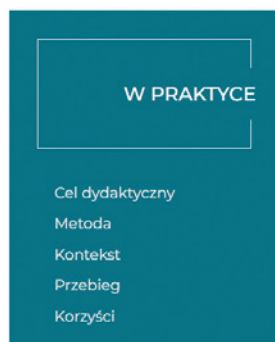 W PRAKTYCE
Cel dydaktyczny
Metoda
Kontekst
Przebieg
Korzyści